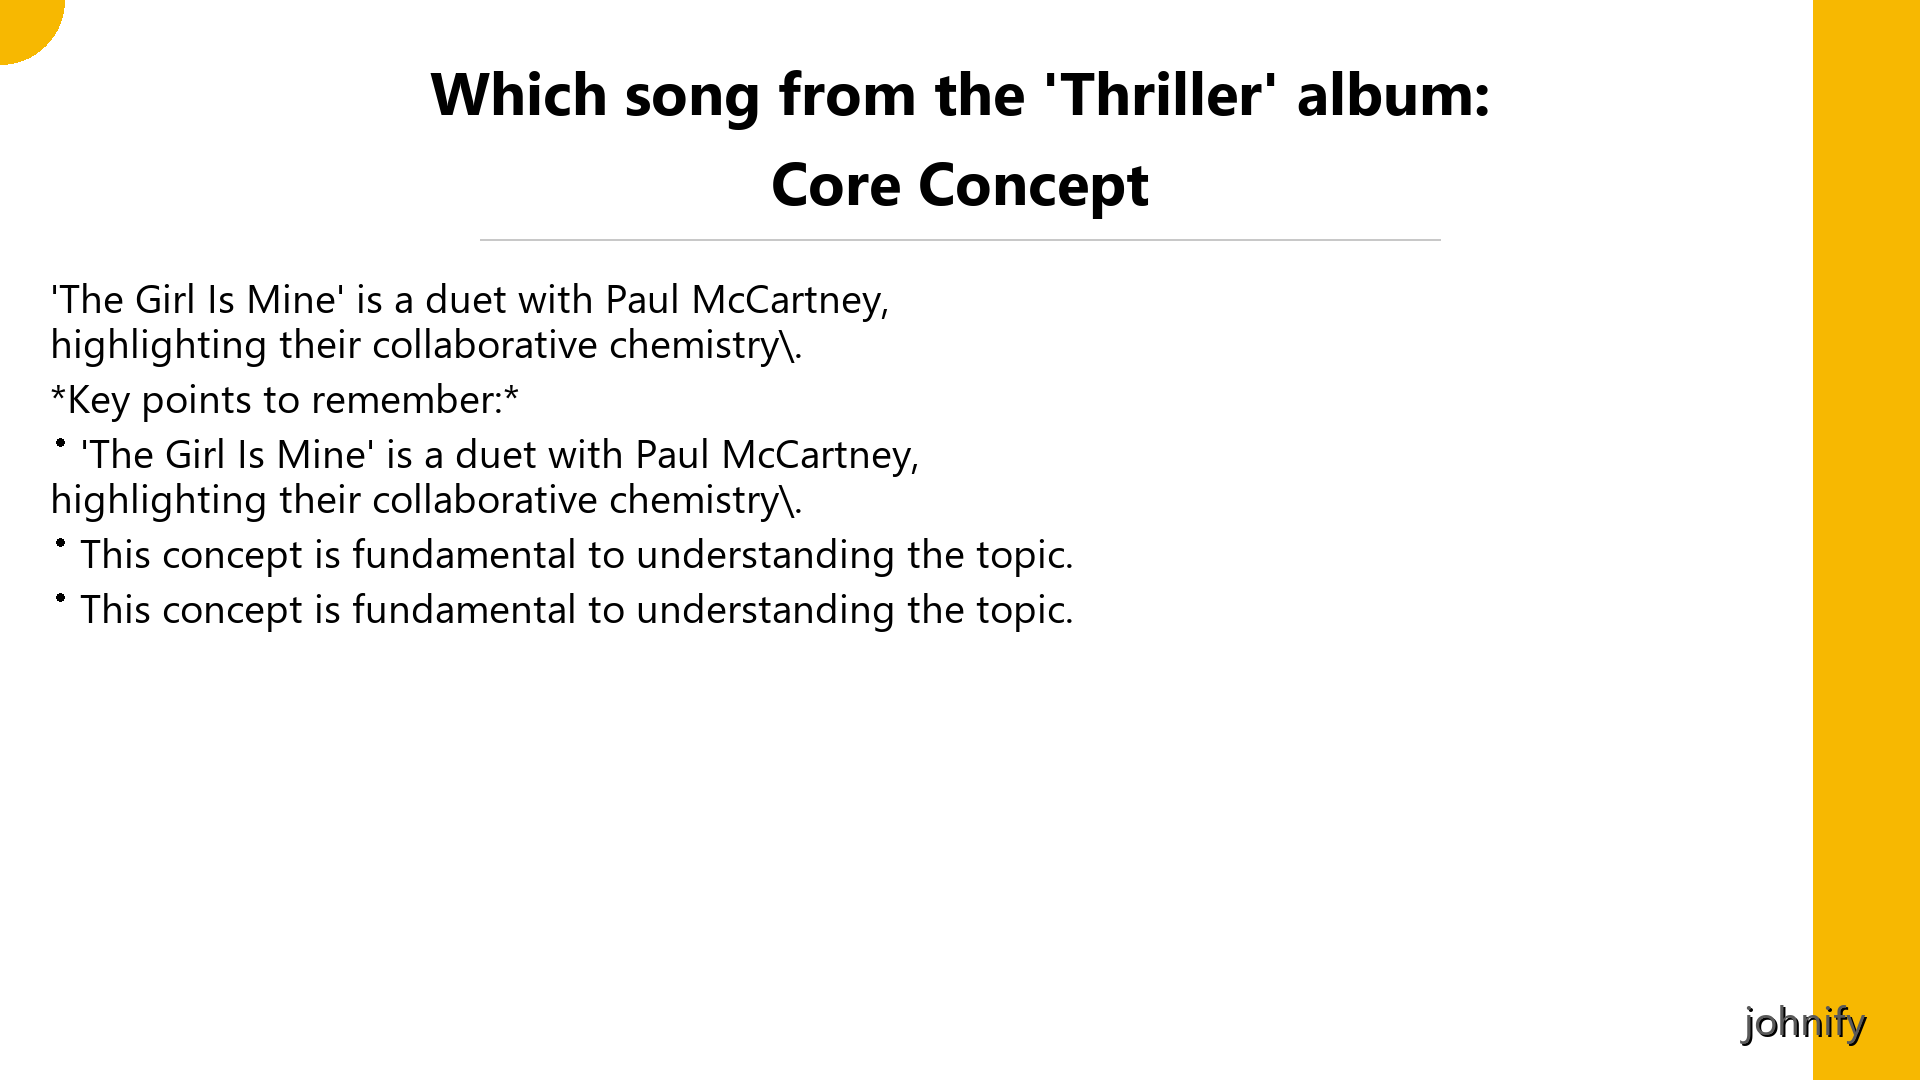 Which song from the 'Thriller' album:
Core Concept
'The Girl Is Mine' is a duet with Paul McCartney,
highlighting their collaborative chemistry\.
*Key points to remember:*
• 'The Girl Is Mine' is a duet with Paul McCartney,
highlighting their collaborative chemistry\.
• This concept is fundamental to understanding the topic.
• This concept is fundamental to understanding the topic.
johnify